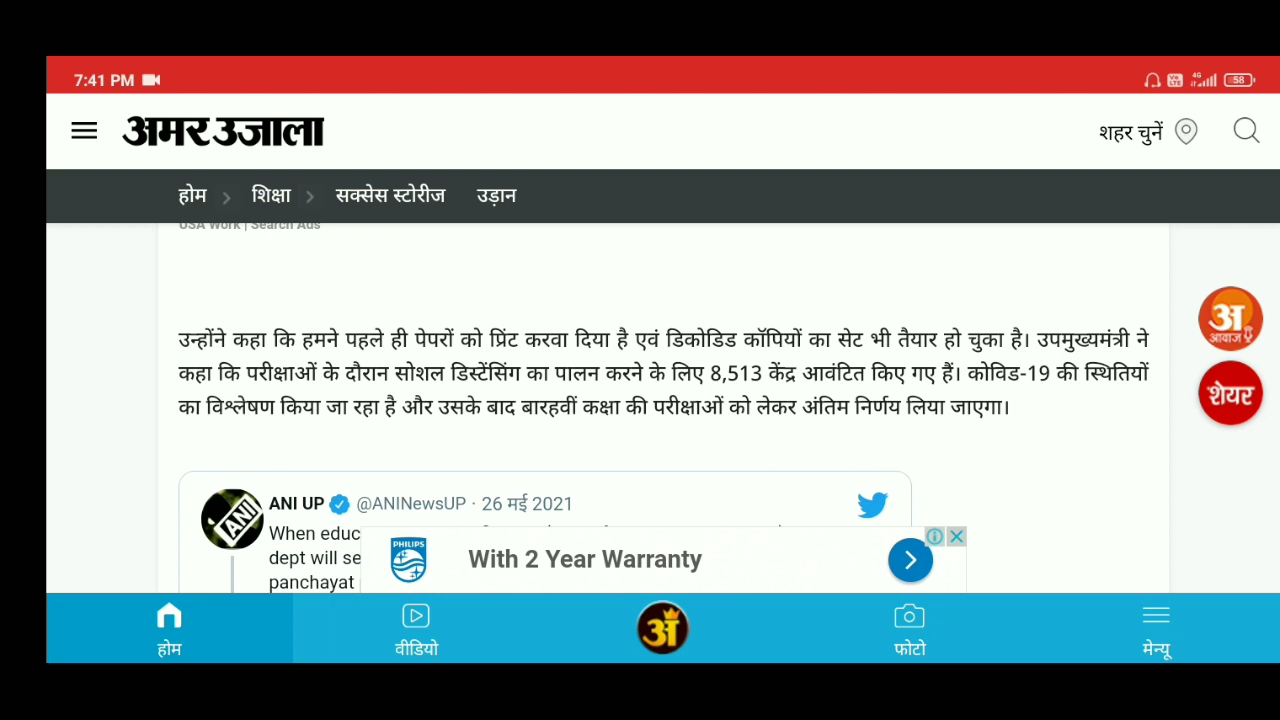 7:41 PM
4G
58
अमर उजाला
शहर चुनें
होम
शिक्षा
सक्सेस स्टोरीज
उड़ान
USA Work | Search Ads
उन्होंने कहा कि हमने पहले ही पेपरों को प्रिंट करवा दिया है एवं डिकोडिड कॉपियों का सेट भी तैयार हो चुका है। उपमुख्यमंत्री ने
कहा कि परीक्षाओं के दौरान सोशल डिस्टेंसिंग का पालन करने के लिए 8,513 केंद्र आवंटित किए गए हैं। कोविड-19 की स्थितियों
का विश्लेषण किया जा रहा है और उसके बाद बारहवीं कक्षा की परीक्षाओं को लेकर अंतिम निर्णय लिया जाएगा।
अ
आवाज
शेयर
ANI
ANI UP @ANINewsUP · 26 मई 2021
When educ
dept will se
panchayat
PHILIPS
With 2 Year Warranty
होम
वीडियो
अ
फोटो
मेन्यू